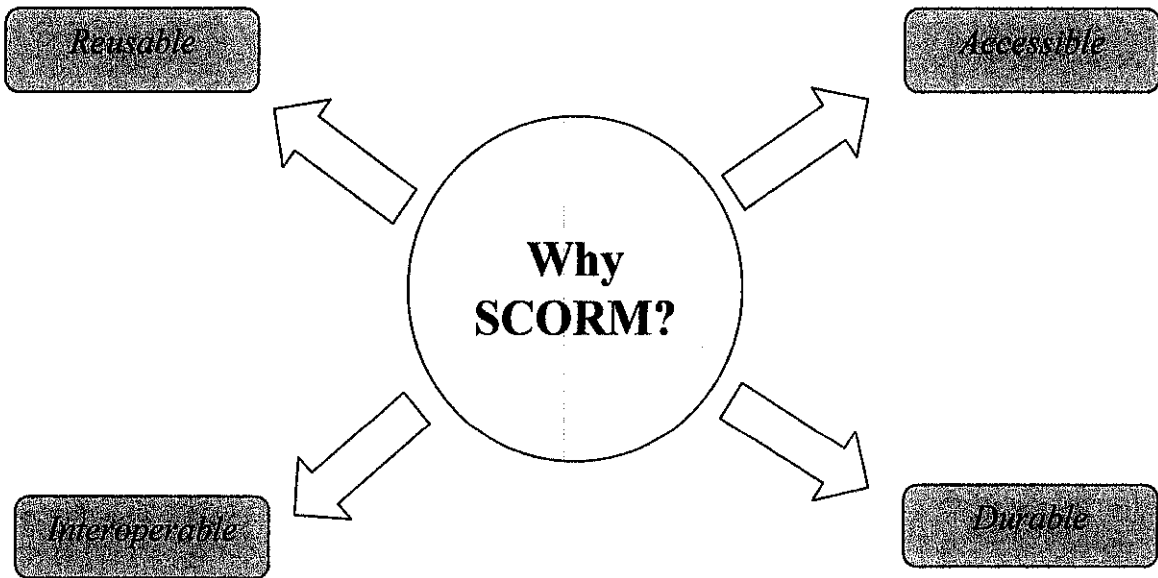 Reusable
Accessible
Why
SCORM?
Interoperable
Durable